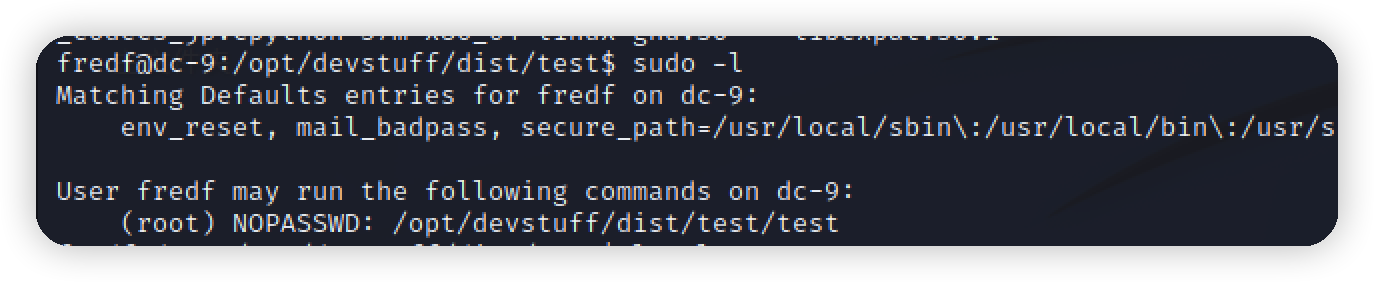 fredf@dc-9:/opt/devstuff/dist/test$ sudo -l
Matching Defaults entries for fredf on dc-9:
    env_reset, mail_badpass, secure_path=/usr/local/sbin\:/usr/local/bin\:/usr/s
User fredf may run the following commands on dc-9:
    (root) NOPASSWD: /opt/devstuff/dist/test/test